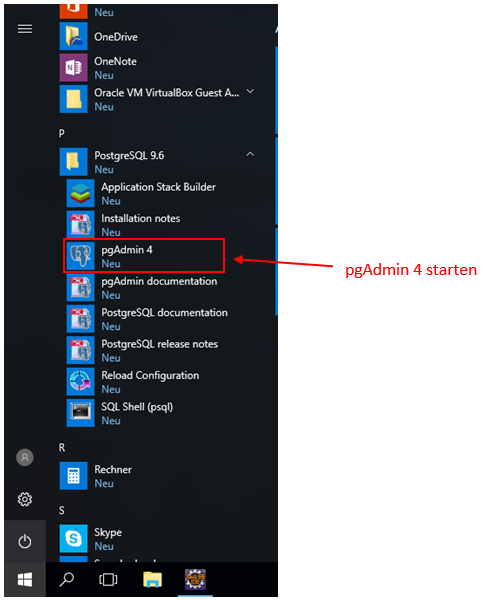 Neu
OneDrive
OneNote
Neu
Oracle VM VirtualBox Guest A...
Neu
P
PostgreSQL 9.6
Neu
Application Stack Builder
Neu
Installation notes
Neu
pgAdmin 4
Neu
pgAdmin 4 starten
pgAdmin documentation
Neu
PostgreSQL documentation
Neu
PostgreSQL release notes
Neu
Reload Configuration
Neu
SQL Shell (psql)
Neu
R
Rechner
Neu
S
Skype
Neu